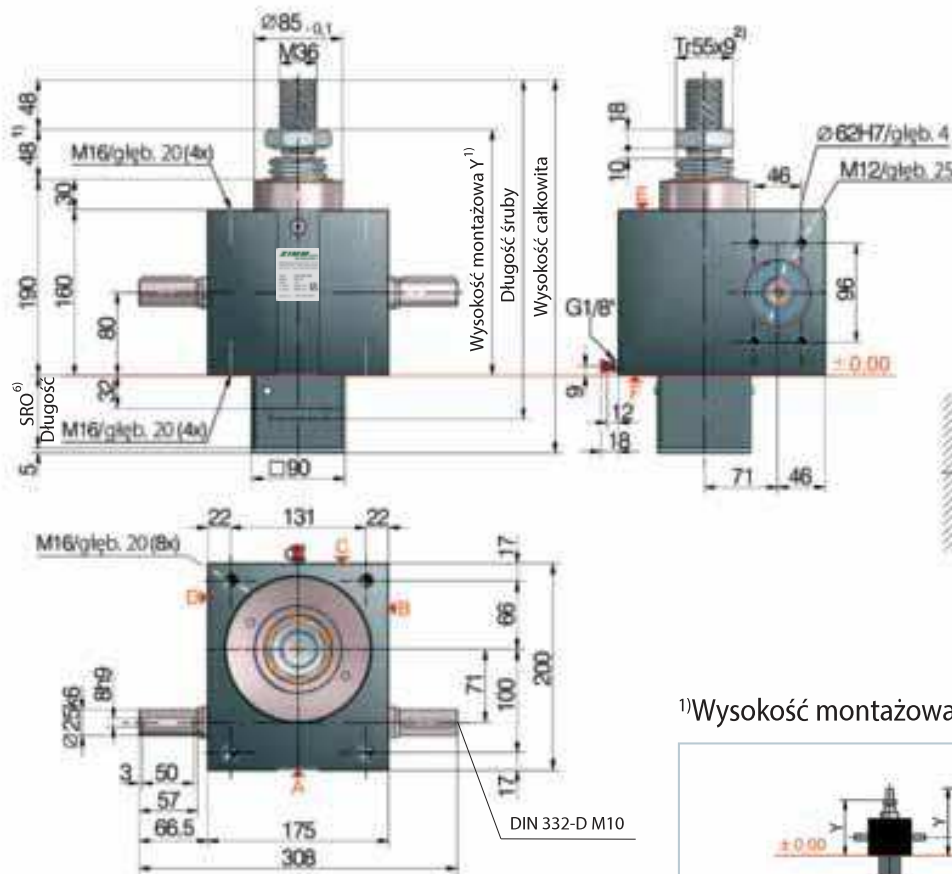 Ø85 -0,1
M36
48
48 1)
30
190
160
80
M16/głęb. 20 (4x)
Wysokość montażowa Y1)
Długość śruby
Wysokość całkowita
SRO6)
Długość
32
5
M16/głęb. 20 (4x)
□90
Tr55x9 2)
18
10
Ø62H7/głęb. 4
46
M12/głęb. 25
E
96
G1/8"
±0,00
9
F
12
18
71
46
22
131
22
M16/głęb. 20 (8x)
C
17
D
B
66
71
100
200
8h9
Ø25k6
3
50
57
A
17
66.5
175
308
DIN 332-D M10
1)Wysokość montażowa
Y
Y
±0,00